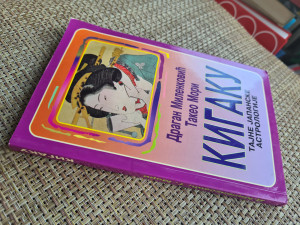 Драган Миленковић
Такео Мори
КИГАКУ
ТАЈНЕ ЈАПАНСКЕ
АСТРОЛОГИЈЕ